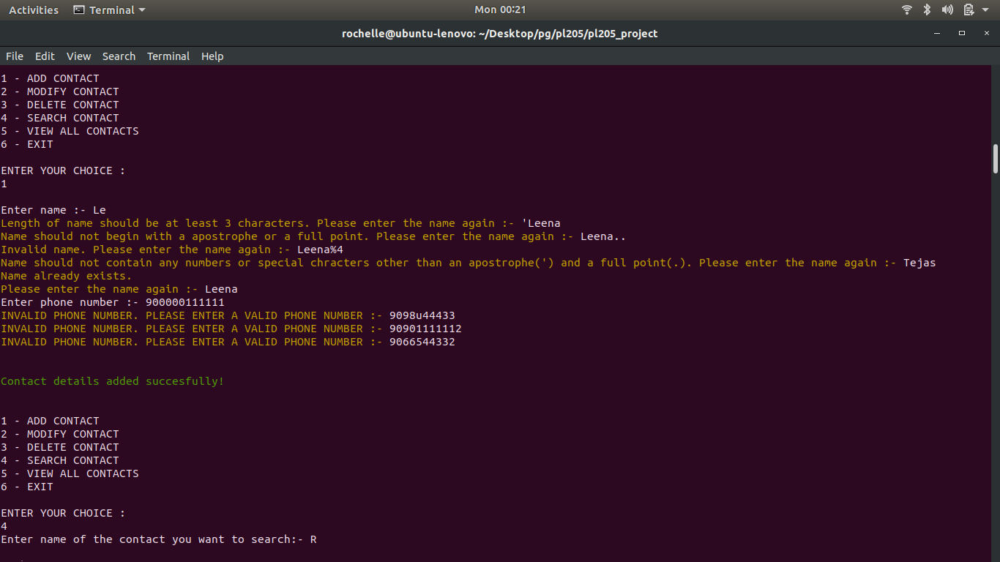 Activities Terminal Mon 00:21
rochelle@ubuntu-lenovo: ~/Desktop/pg/pl205/pl205_project
File Edit View Search Terminal Help
1 - ADD CONTACT
2 - MODIFY CONTACT
3 - DELETE CONTACT
4 - SEARCH CONTACT
5 - VIEW ALL CONTACTS
6 - EXIT
ENTER YOUR CHOICE :
1
Enter name :- Le
Length of name should be at least 3 characters. Please enter the name again :- 'Leena
Name should not begin with a apostrophe or a full point. Please enter the name again :- Leena..
Invalid name. Please enter the name again :- Leena%4
Name should not contain any numbers or special chracters other than an apostrophe(') and a full point(.). Please enter the name again :- Tejas
Name already exists.
Please enter the name again :- Leena
Enter phone number :- 900000111111
INVALID PHONE NUMBER. PLEASE ENTER A VALID PHONE NUMBER :- 9098u44433
INVALID PHONE NUMBER. PLEASE ENTER A VALID PHONE NUMBER :- 90901111112
INVALID PHONE NUMBER. PLEASE ENTER A VALID PHONE NUMBER :- 9066544332
Contact details added succesfully!
1 - ADD CONTACT
2 - MODIFY CONTACT
3 - DELETE CONTACT
4 - SEARCH CONTACT
5 - VIEW ALL CONTACTS
6 - EXIT
ENTER YOUR CHOICE :
4
Enter name of the contact you want to search:- R